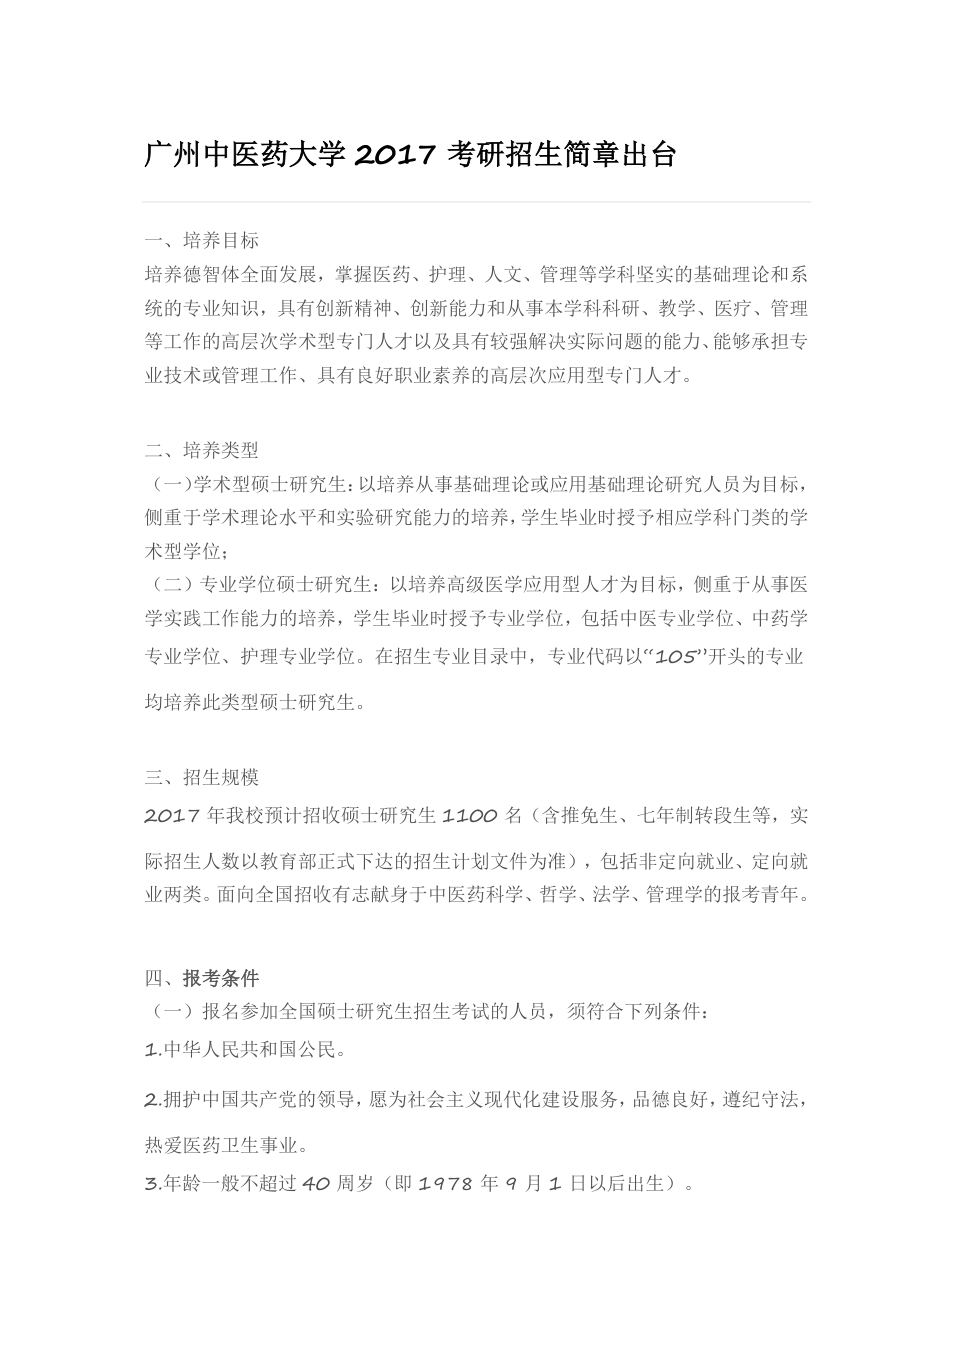 广州中医药大学 2017 考研招生简章出台
一、培养目标
培养德智体全面发展，掌握医药、护理、人文、管理等学科坚实的基础理论和系
统的专业知识，具有创新精神、创新能力和从事本学科科研、教学、医疗、管理
等工作的高层次学术型专门人才以及具有较强解决实际问题的能力、能够承担专
业技术或管理工作、具有良好职业素养的高层次应用型专门人才。
二、培养类型
（一）学术型硕士研究生：以培养从事基础理论或应用基础理论研究人员为目标，
侧重于学术理论水平和实验研究能力的培养，学生毕业时授予相应学科门类的学
术型学位；
（二）专业学位硕士研究生：以培养高级医学应用型人才为目标，侧重于从事医
学实践工作能力的培养，学生毕业时授予专业学位，包括中医专业学位、中药学
专业学位、护理专业学位。在招生专业目录中，专业代码以“105”开头的专业
均培养此类型硕士研究生。
三、招生规模
2017 年我校预计招收硕士研究生 1100 名（含推免生、七年制转段生等，实
际招生人数以教育部正式下达的招生计划文件为准），包括非定向就业、定向就
业两类。面向全国招收有志献身于中医药科学、哲学、法学、管理学的报考青年。
四、报考条件
（一）报名参加全国硕士研究生招生考试的人员，须符合下列条件：
1.中华人民共和国公民。
2.拥护中国共产党的领导，愿为社会主义现代化建设服务，品德良好，遵纪守法，
热爱医药卫生事业。
3.年龄一般不超过 40 周岁（即 1978 年 9 月 1 日以后出生）。